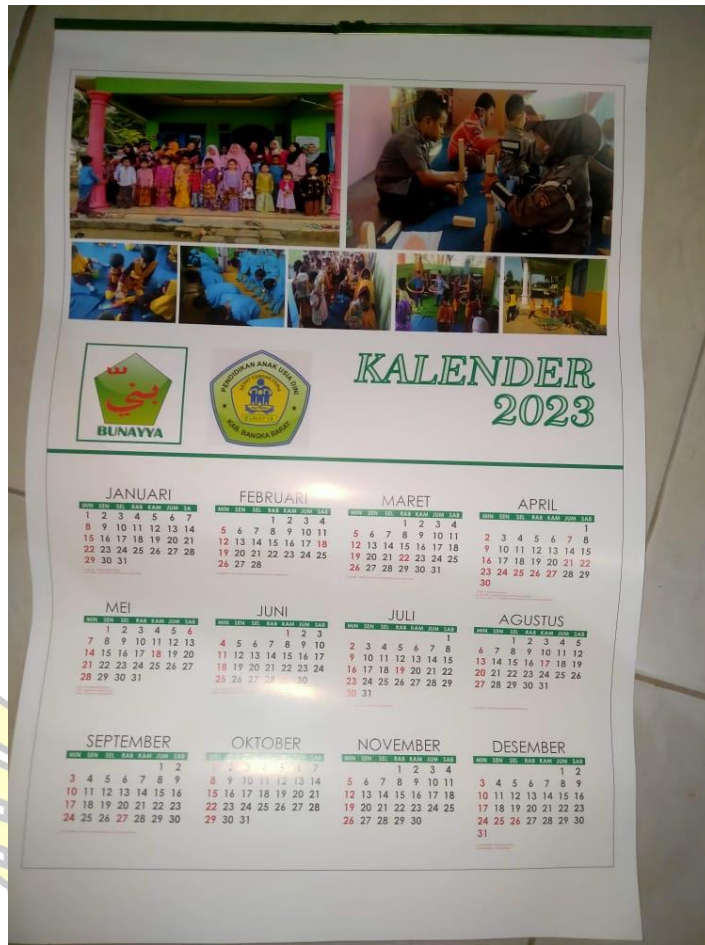 بنيّ
BUNAYYA
PENDIDIKAN ANAK USIA DINI
BUNAYYA
KAB. BANGKA BARAT
KALENDER
2023
JANUARI
MIN SEN SEL RAB KAM JUM SA
1 2 3 4 5 6 7
8 9 10 11 12 13 14
15 16 17 18 19 20 21
22 23 24 25 26 27 28
29 30 31
FEBRUARI
MIN SEN SEL RAB KAM JUM SAB
1 2 3 4
5 6 7 8 9 10 11
12 13 14 15 16 17 18
19 20 21 22 23 24 25
26 27 28
MARET
MIN SEN SEL RAB KAM JUM SAB
1 2 3 4
5 6 7 8 9 10 11
12 13 14 15 16 17 18
19 20 21 22 23 24 25
26 27 28 29 30 31
APRIL
MIN SEN SEL RAB KAM JUM SAB
1
2 3 4 5 6 7 8
9 10 11 12 13 14 15
16 17 18 19 20 21 22
23 24 25 26 27 28 29
30
MEI
MIN SEN SEL RAB KAM JUM SAB
1 2 3 4 5 6
7 8 9 10 11 12 13
14 15 16 17 18 19 20
21 22 23 24 25 26 27
28 29 30 31
JUNI
MIN SEN SEL RAB KAM JUM SAB
1 2 3
4 5 6 7 8 9 10
11 12 13 14 15 16 17
18 19 20 21 22 23 24
25 26 27 28 30
JULI
MIN SEN SEL RAB KAM JUM SAB
1
2 3 4 5 6 7 8
9 10 11 12 13 14 15
16 17 18 19 20 21 22
23 24 25 26 27 28 29
30 31
AGUSTUS
MIN SEN SEL RAB KAM JUM SAB
1 2 3 4 5
6 7 8 9 10 11 12
13 14 15 16 17 18 19
20 21 22 23 24 25 26
27 28 29 30 31
SEPTEMBER
MIN SEN SEL RAB KAM JUM SAB
1 2
3 4 5 6 7 8 9
10 11 12 13 14 15 16
17 18 19 20 21 22 23
24 25 26 27 28 29 30
OKTOBER
MIN SEN SEL RAB KAM JUM SAB
1 2 3 4 5 6 7
8 9 10 11 12 13 14
15 16 17 18 19 20 21
22 23 24 25 26 27 28
29 30 31
NOVEMBER
MIN SEN SEL RAB KAM JUM SAB
1 2 3 4
5 6 7 8 9 10 11
12 13 14 15 16 17 18
19 20 21 22 23 24 25
26 27 28 29 30
DESEMBER
MIN SEN SEL RAB KAM JUM SAB
1 2
3 4 5 6 7 8 9
10 11 12 13 14 15 16
17 18 19 20 21 22 23
24 25 26 27 28 29 30
31